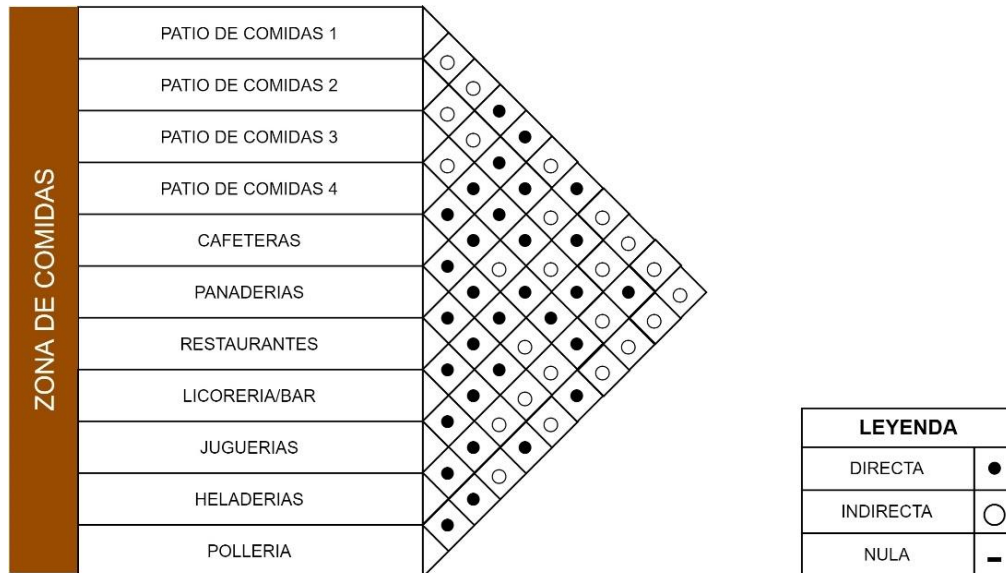 ZONA DE COMIDAS
PATIO DE COMIDAS 1
PATIO DE COMIDAS 2
PATIO DE COMIDAS 3
PATIO DE COMIDAS 4
CAFETERAS
PANADERIAS
RESTAURANTES
LICORERIA/BAR
JUGUERIAS
HELADERIAS
POLLERIA
LEYENDA
DIRECTA
INDIRECTA
NULA